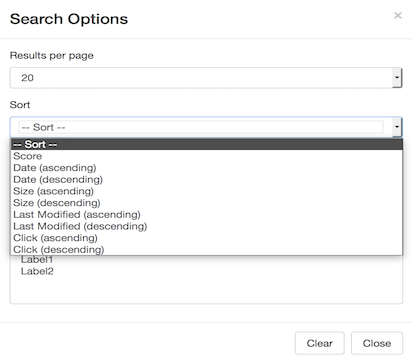 Search Options
×
Results per page
20
Sort
-- Sort --
-- Sort --
Score
Date (ascending)
Date (descending)
Size (ascending)
Size (descending)
Last Modified (ascending)
Last Modified (descending)
Click (ascending)
Click (descending)
Label1
Label2
Clear
Close